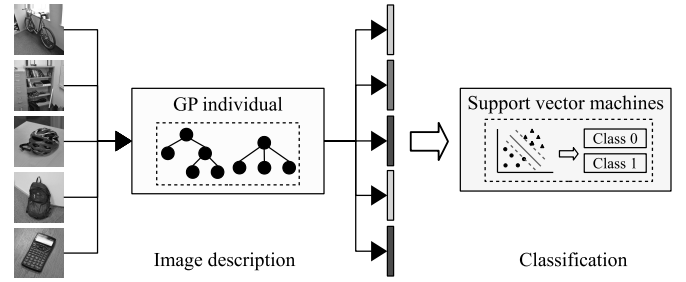 GP individual
Support vector machines
Class 0
Class 1
Image description
Classification